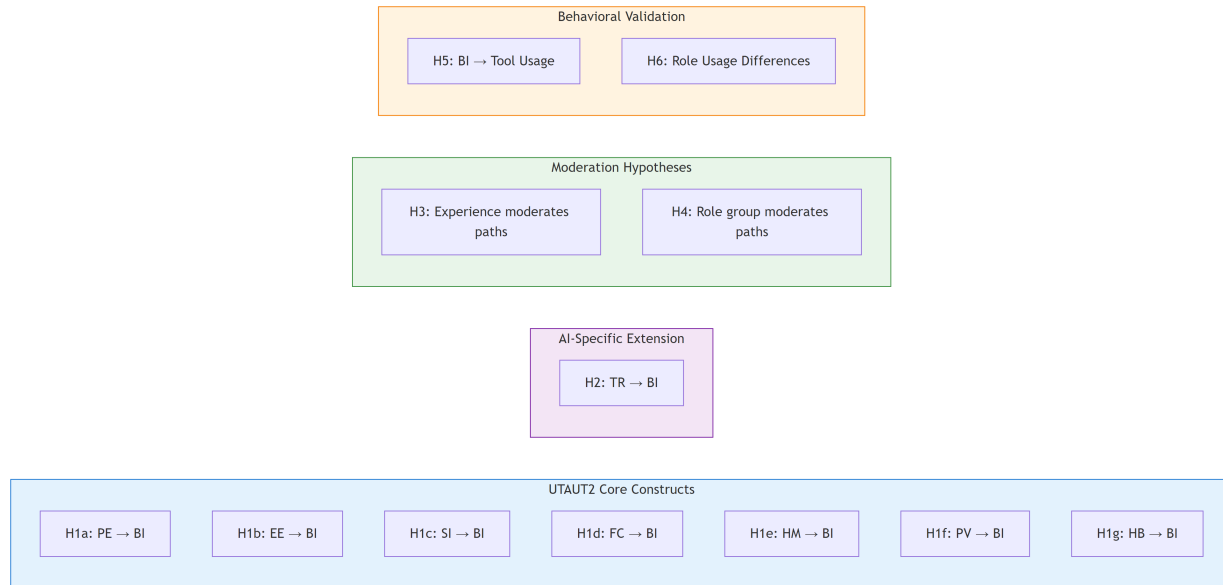 Behavioral Validation
H5: BI → Tool Usage
H6: Role Usage Differences
Moderation Hypotheses
H3: Experience moderates
paths
H4: Role group moderates
paths
AI-Specific Extension
H2: TR → BI
UTAUT2 Core Constructs
H1a: PE → BI
H1b: EE → BI
H1c: SI → BI
H1d: FC → BI
H1e: HM → BI
H1f: PV → BI
H1g: HB → BI